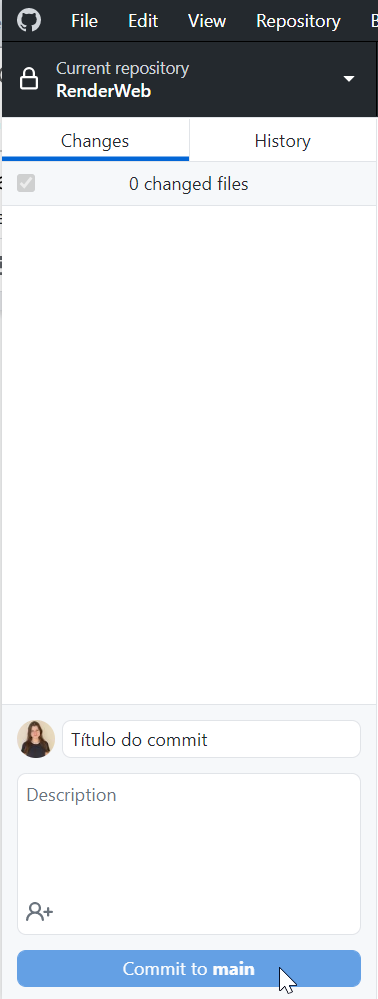 File Edit View Repository
Current repository
RenderWeb
Changes History
0 changed files
Título do commit
Description
Commit to main